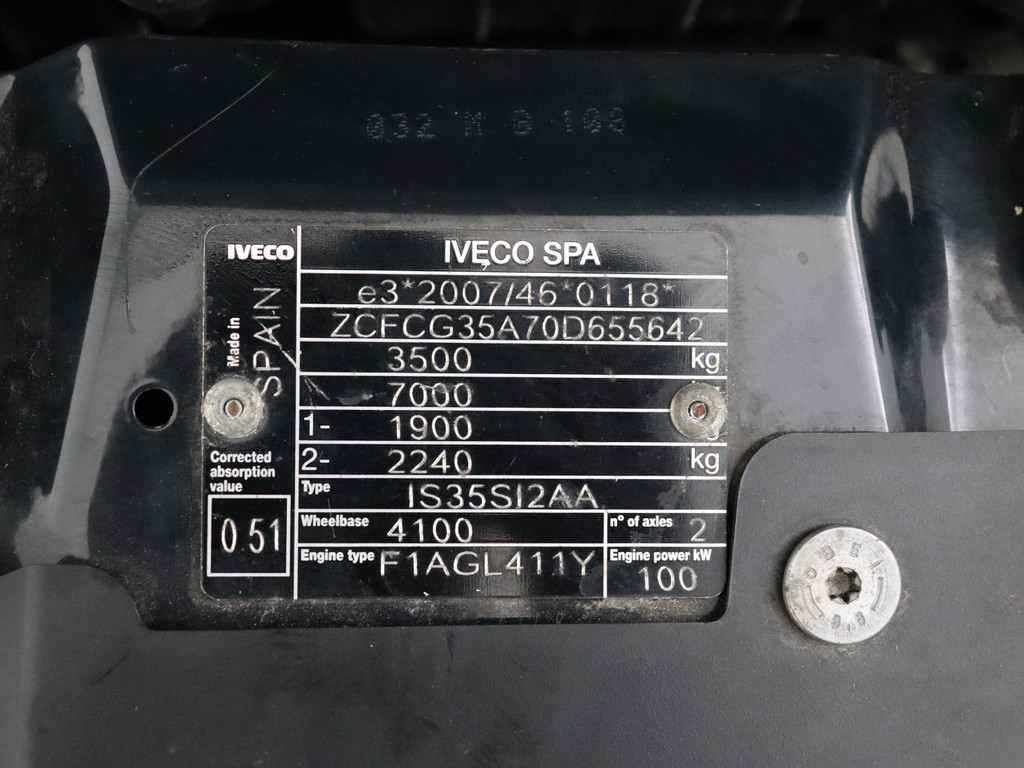 032 M B 108
IVECO
IVECO SPA
e3*2007/46*0118*
ZCFCG35A70D655642
3500 kg
7000
1- 1900
2- 2240 kg
Made in
SPAIN
Corrected
absorption
value
0.51
Type IS35SI2AA
Wheelbase 4100 n° of axles 2
Engine type F1AGL411Y Engine power kW
100